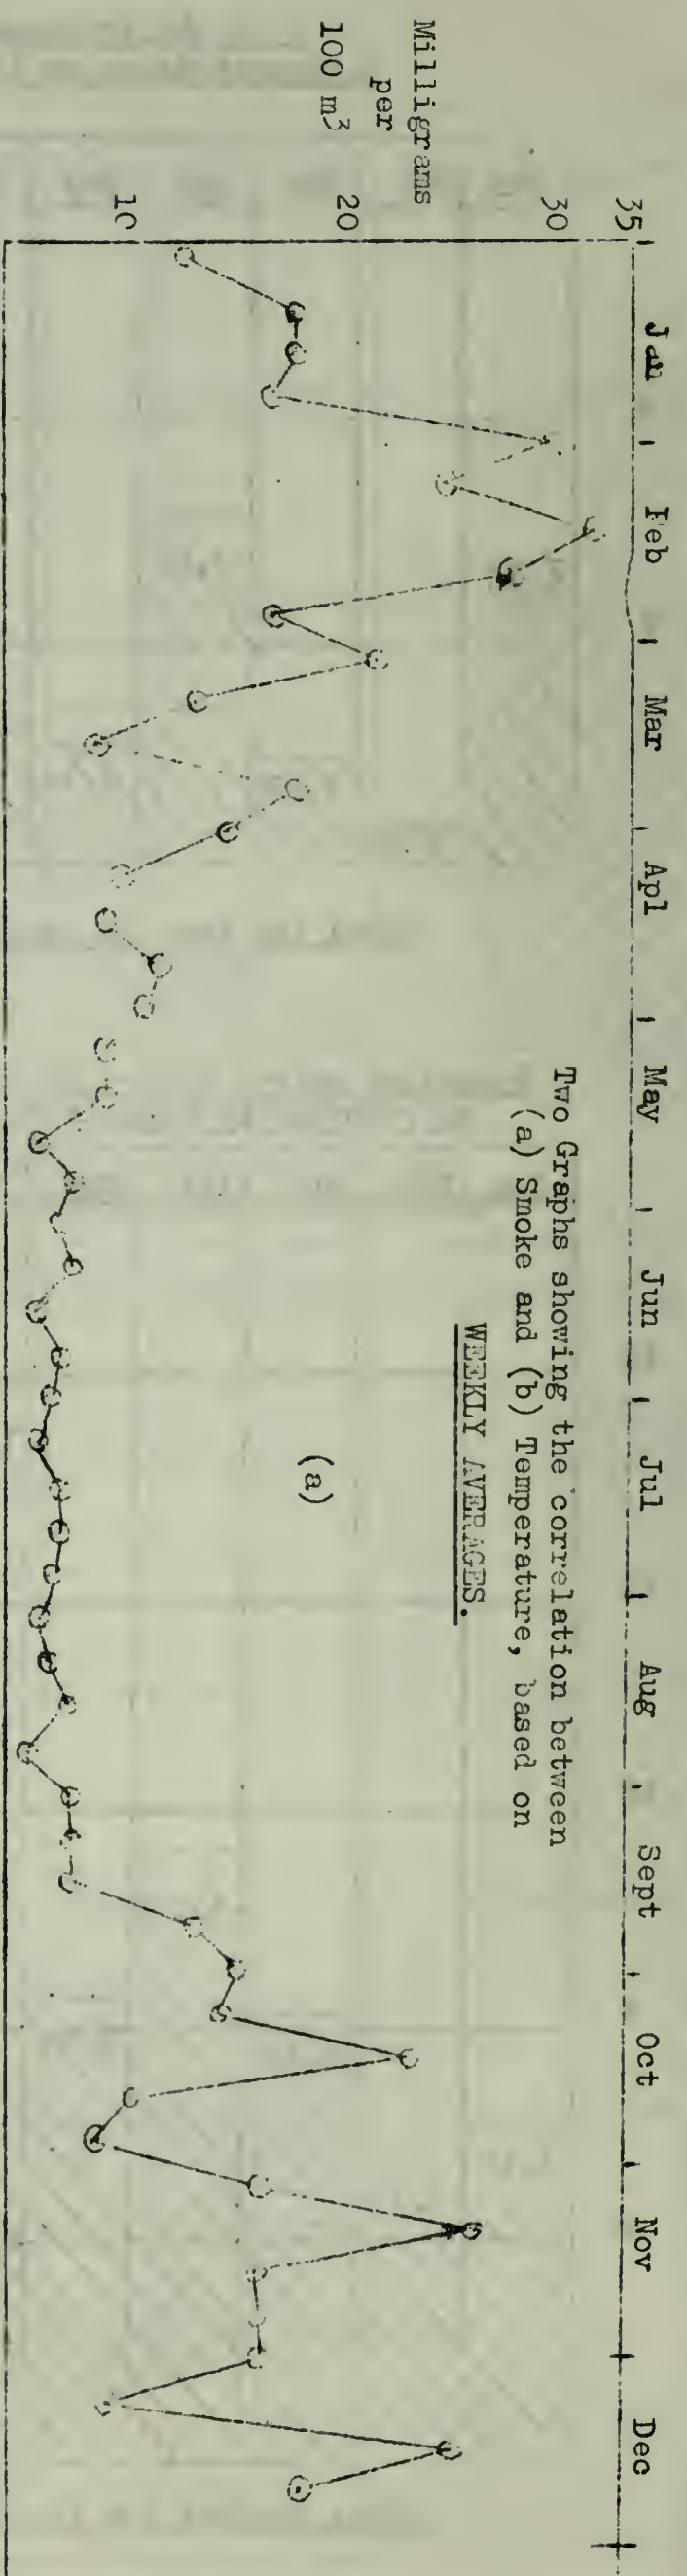 Jan Feb Mar Apl May Jun Jul Aug Sept Oct Nov Dec
35
30
20
10
Milligrams
per
100 m3
Two Graphs showing the correlation between
(a) Smoke and (b) Temperature, based on
WEEKLY AVERAGES.
(a)